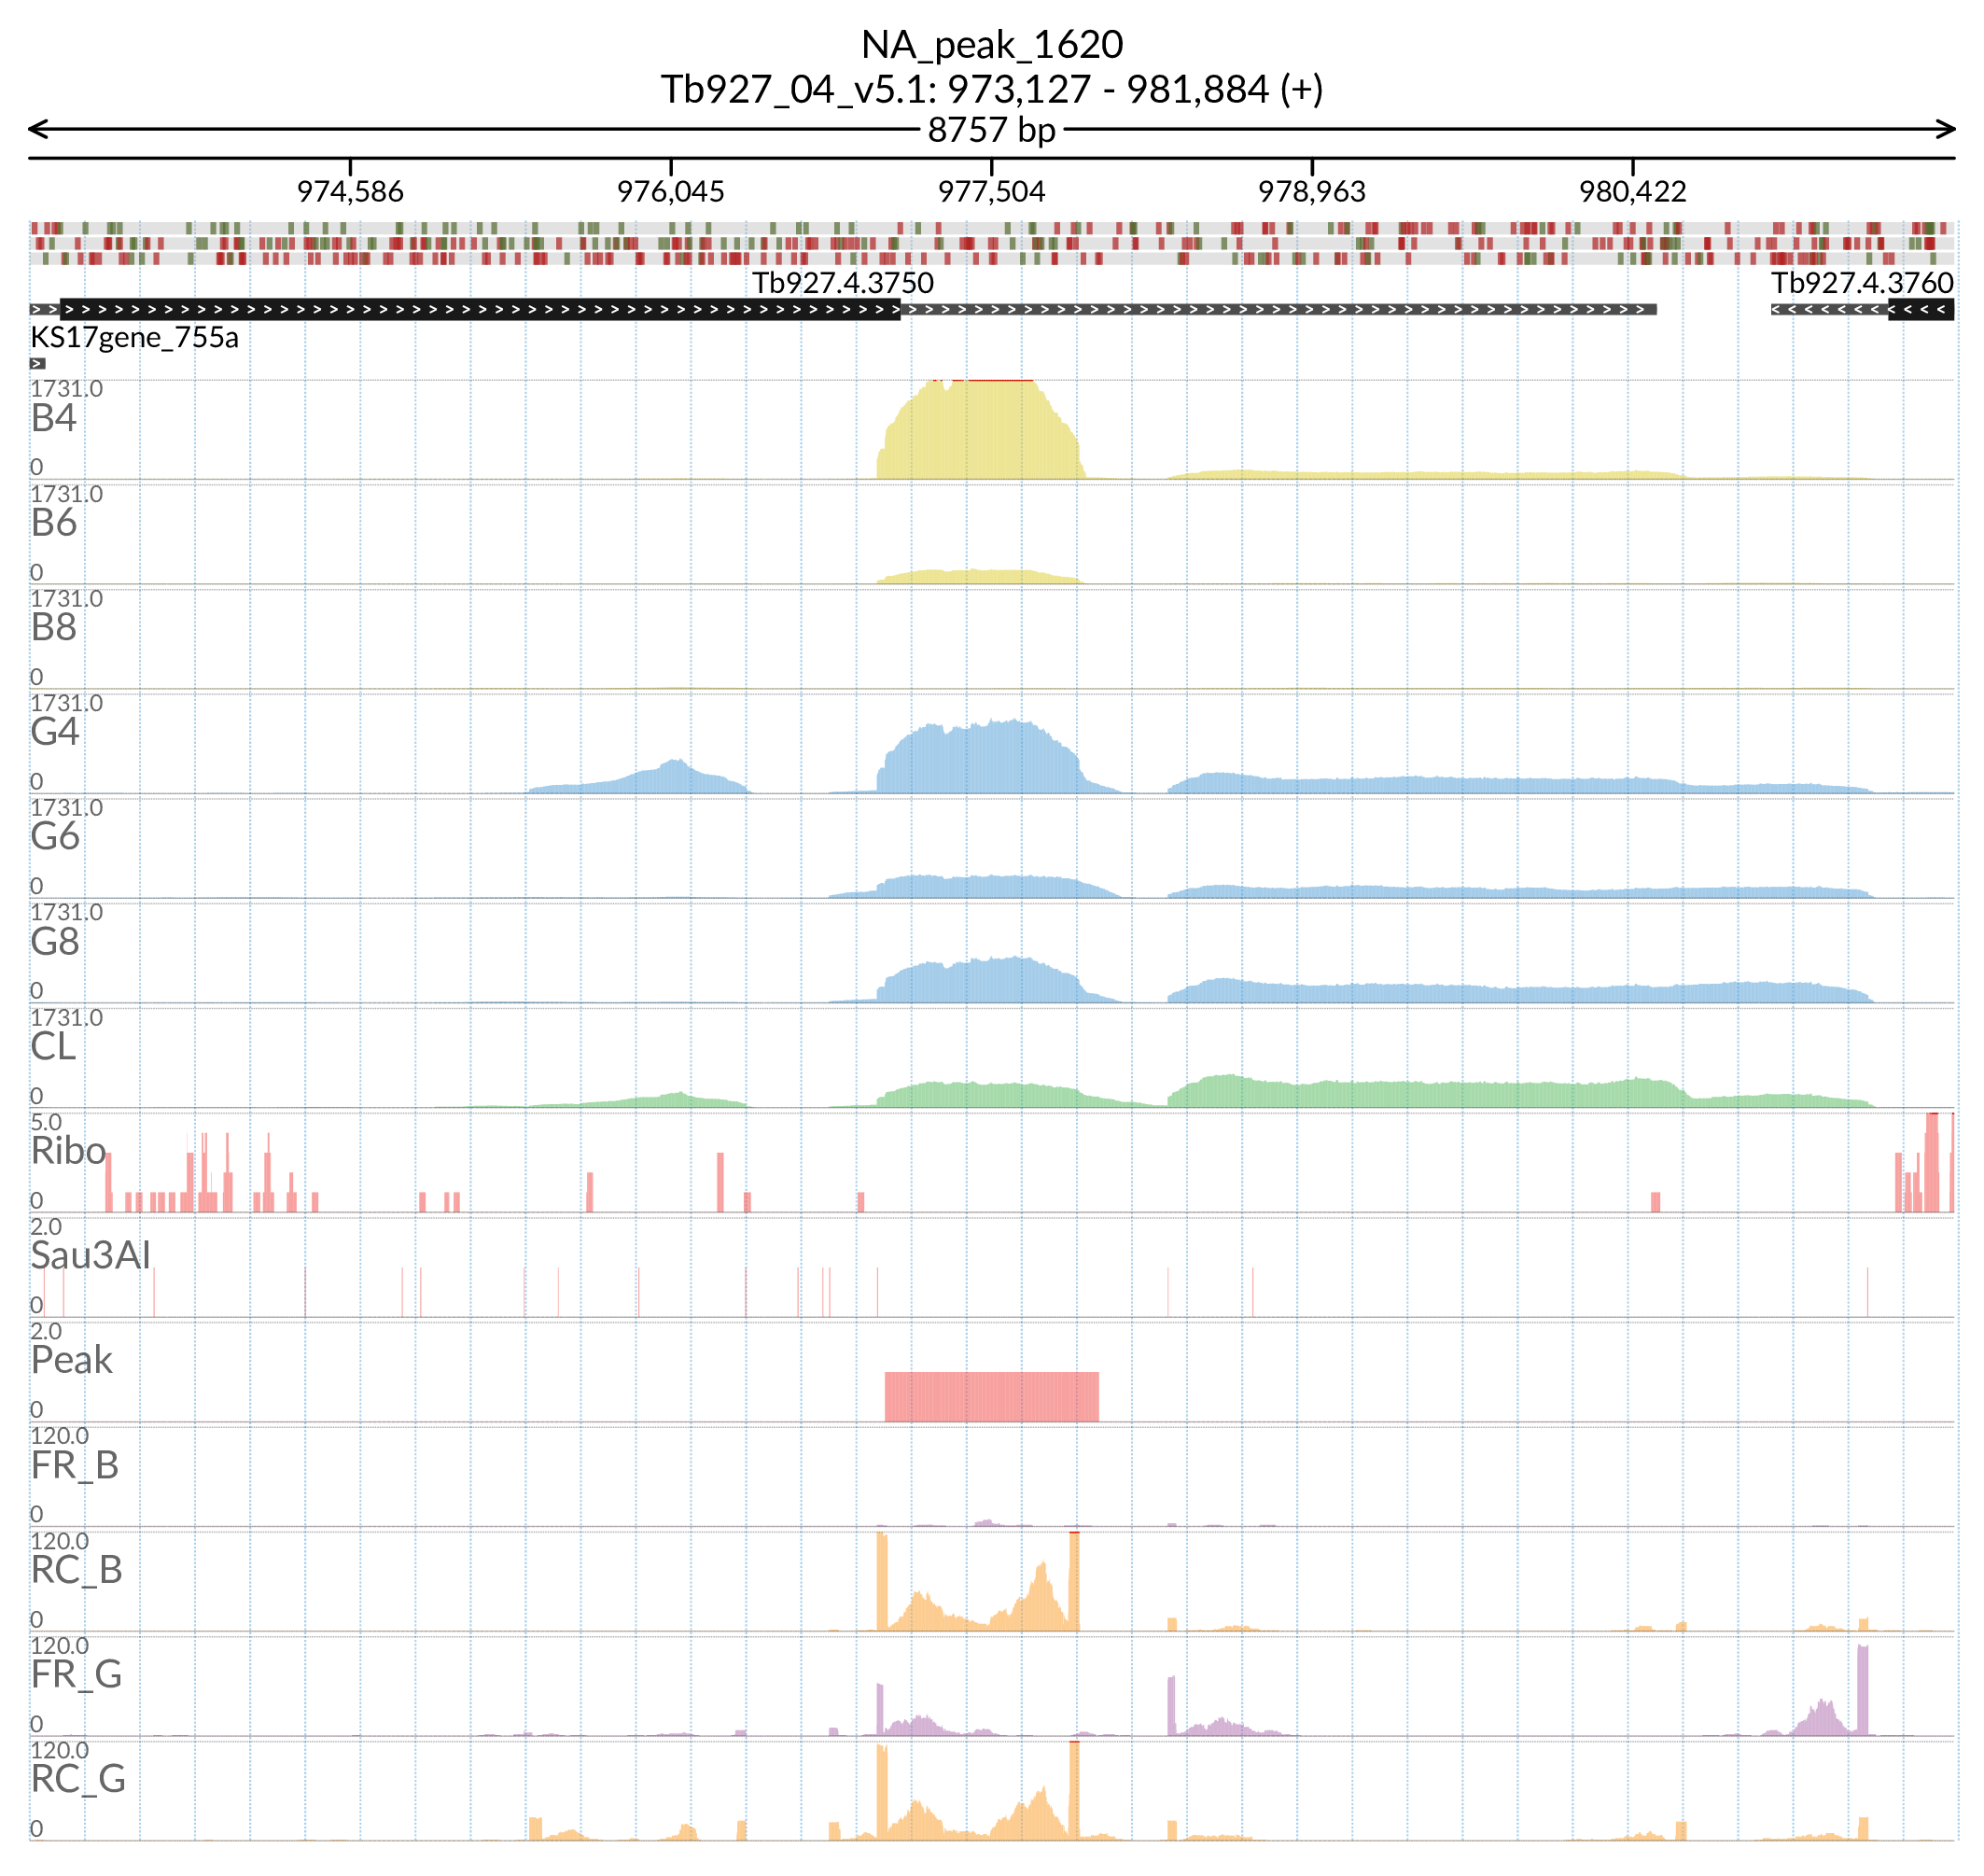 NA_peak_1620
Tb927_04_v5.1: 973,127 - 981,884 (+)
8757 bp
974,586 976,045 977,504 978,963 980,422
Tb927.4.3750 Tb927.4.3760
KS17gene_755a
1731.0
B4
0
1731.0
B6
0
1731.0
B8
0
1731.0
G4
0
1731.0
G6
0
1731.0
G8
0
1731.0
CL
0
5.0
Ribo
0
2.0
Sau3AI
0
2.0
Peak
0
120.0
FR_B
0
120.0
RC_B
0
120.0
FR_G
0
120.0
RC_G
0